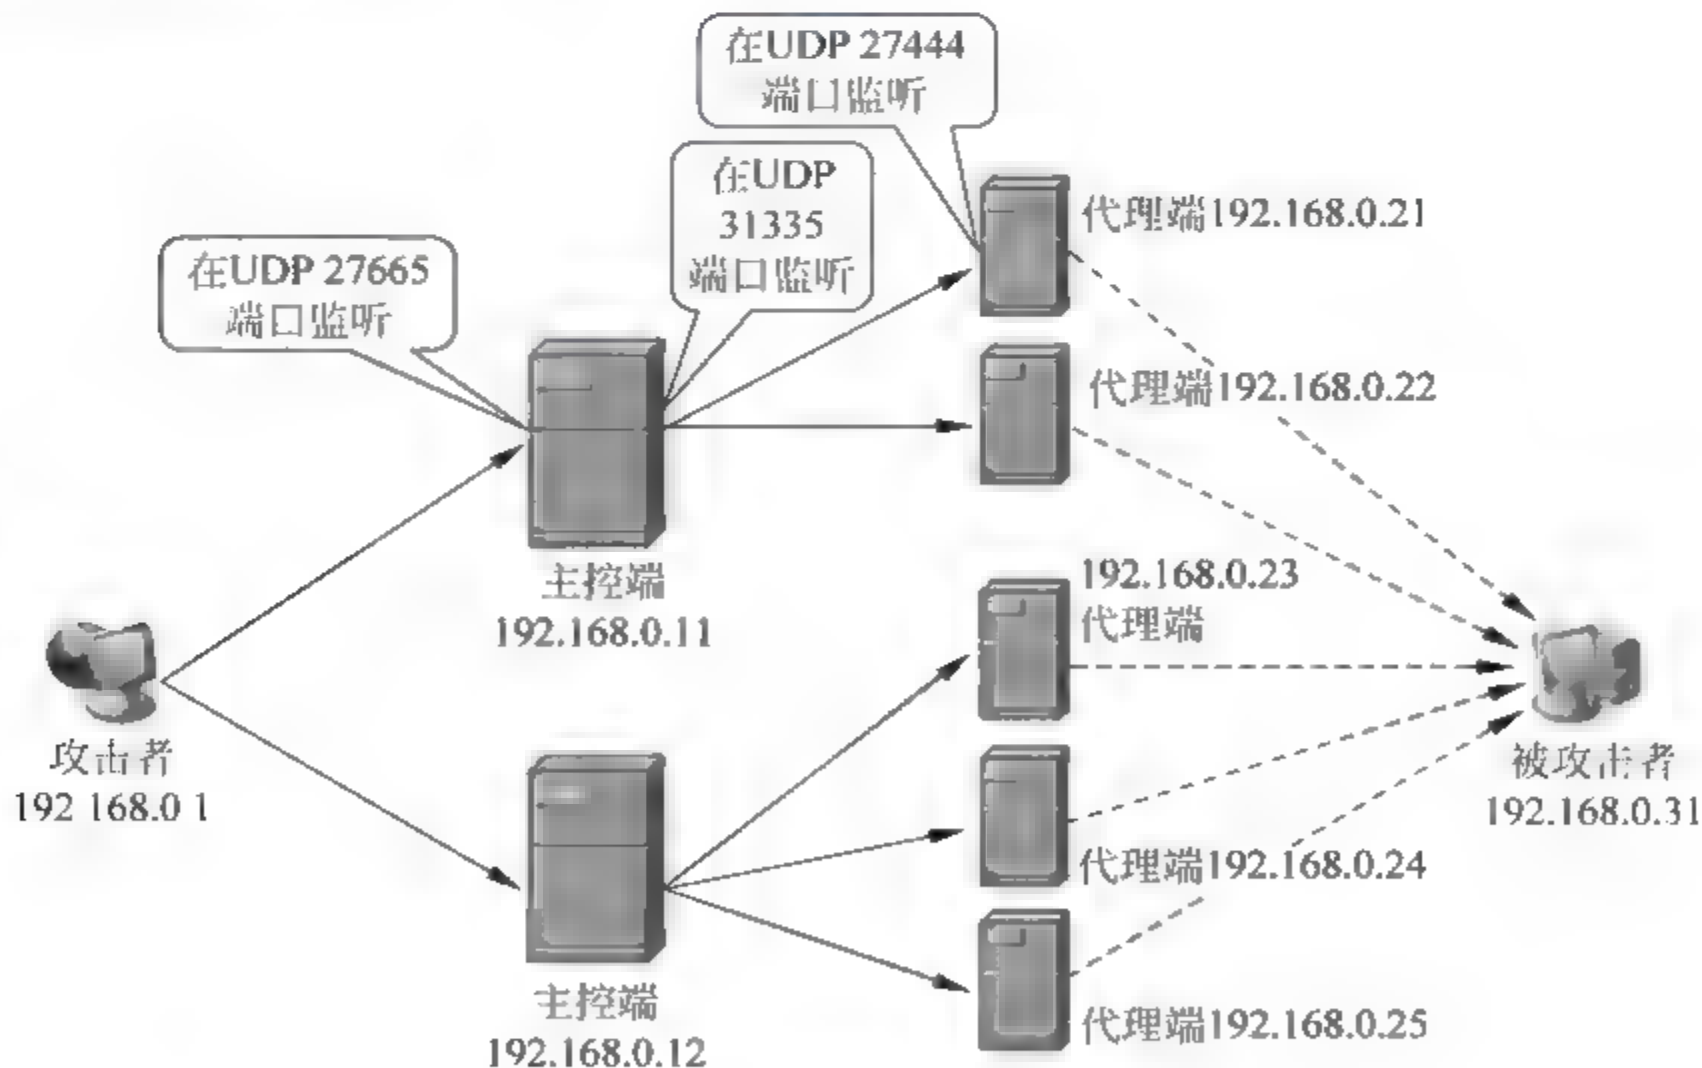 在UDP 27444
端口监听
在UDP
31335
端口监听
代理端192.168.0.21
在UDP 27665
端口监听
代理端192.168.0.22
主控端
192.168.0.11
192.168.0.23
代理端
攻击者
192 168.0 1
被攻击者
192.168.0.31
代理端192.168.0.24
主控端
192.168.0.12
代理端192.168.0.25